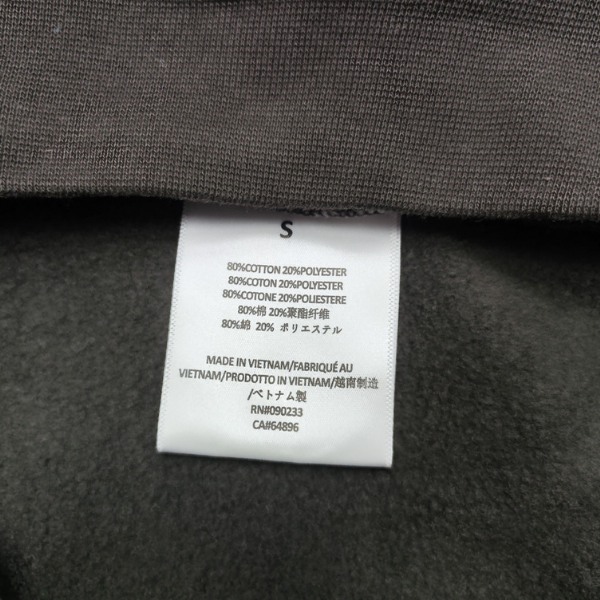 S
80%COTTON 20%POLYESTER
80%COTON 20%POLYESTER
80%COTONE 20%POLIESTERE
80%棉 20%聚酯纤维
80%綿 20% ポリエステル
MADE IN VIETNAM/FABRIQUÉ AU
VIETNAM/PRODOTTO IN VIETNAM/越南制造
/ベトナム製
RN#090233
CA#64896